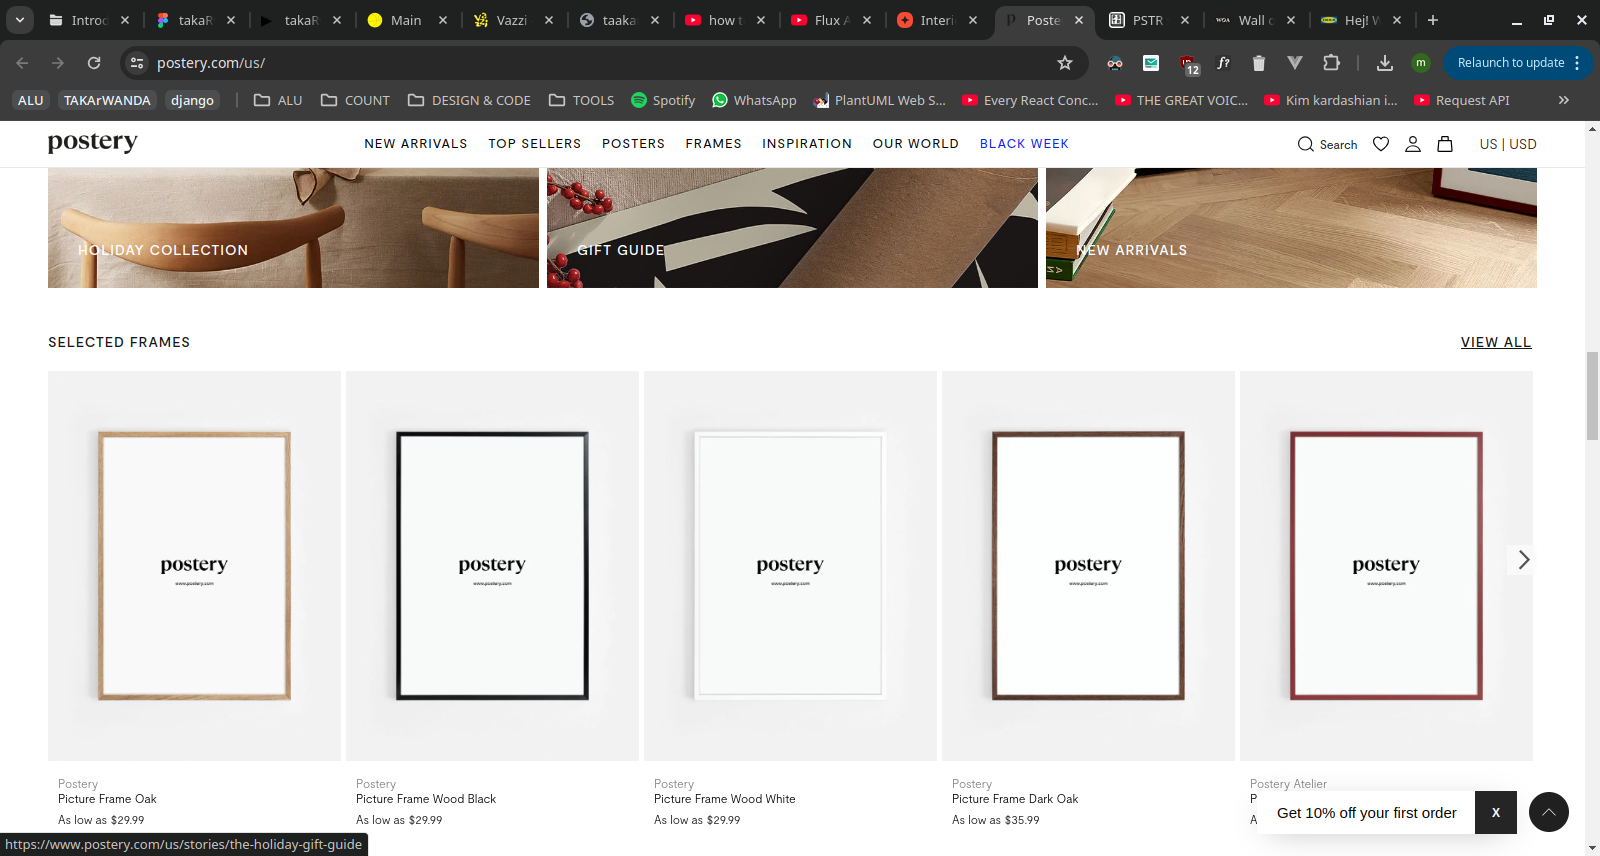 Introd
takaR
takaR
Main
Vazzi
taaka
how t
Flux A
Interi
Poste
PSTR
Wall o
Hej! W
postery.com/us/
12
Relaunch to update
ALU
TAKArWANDA
django
ALU
COUNT
DESIGN & CODE
TOOLS
Spotify
WhatsApp
PlantUML Web S...
Every React Conc...
THE GREAT VOIC...
Kim kardashian i...
Request API
postery
NEW ARRIVALS
TOP SELLERS
POSTERS
FRAMES
INSPIRATION
OUR WORLD
BLACK WEEK
Search
US | USD
HOLIDAY COLLECTION
GIFT GUIDE
NEW ARRIVALS
SELECTED FRAMES
VIEW ALL
postery
www.postery.com
postery
www.postery.com
postery
www.postery.com
postery
www.postery.com
postery
www.postery.com
Postery
Picture Frame Oak
As low as $29.99
Postery
Picture Frame Wood Black
As low as $29.99
Postery
Picture Frame Wood White
As low as $29.99
Postery
Picture Frame Dark Oak
As low as $35.99
Postery Atelier
P
A
Get 10% off your first order
X
https://www.postery.com/us/stories/the-holiday-gift-guide